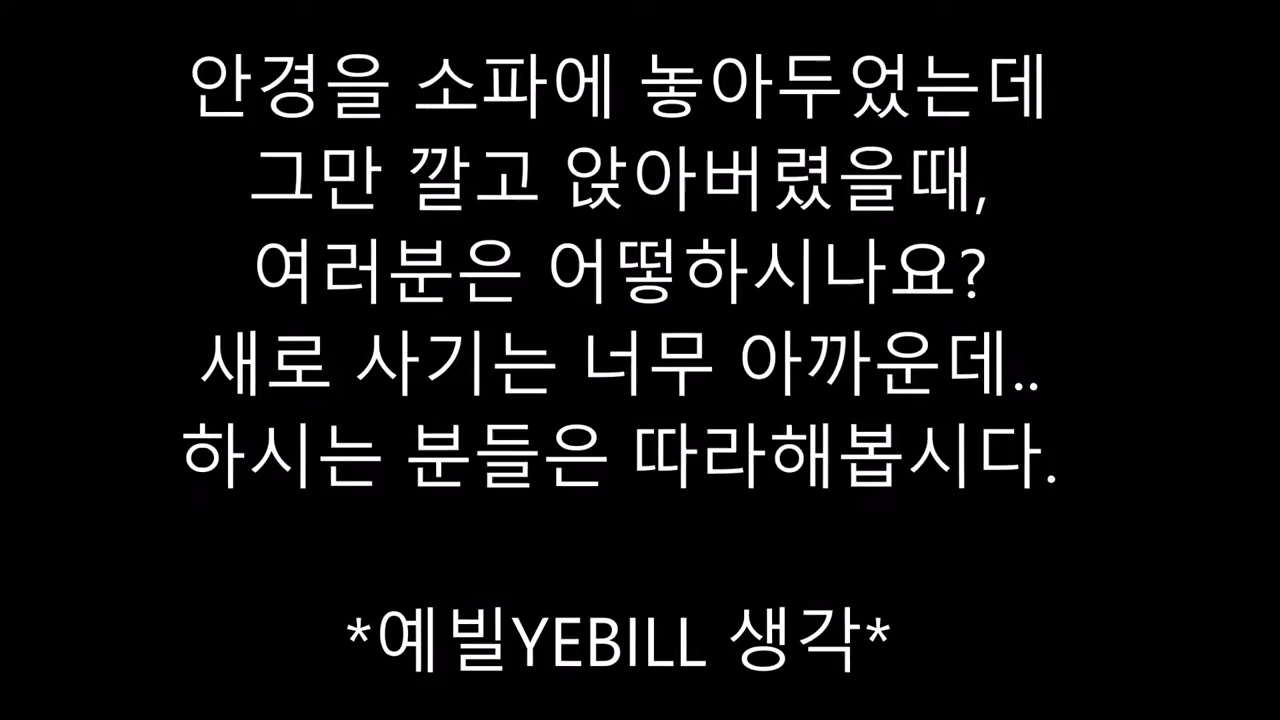 안경을 소파에 놓아두었는데
그만 깔고 앉아버렸을때,
여러분은 어떻하시나요?
새로 사기는 너무 아까운데..
하시는 분들은 따라해봅시다.
*예빌YEBILL 생각*